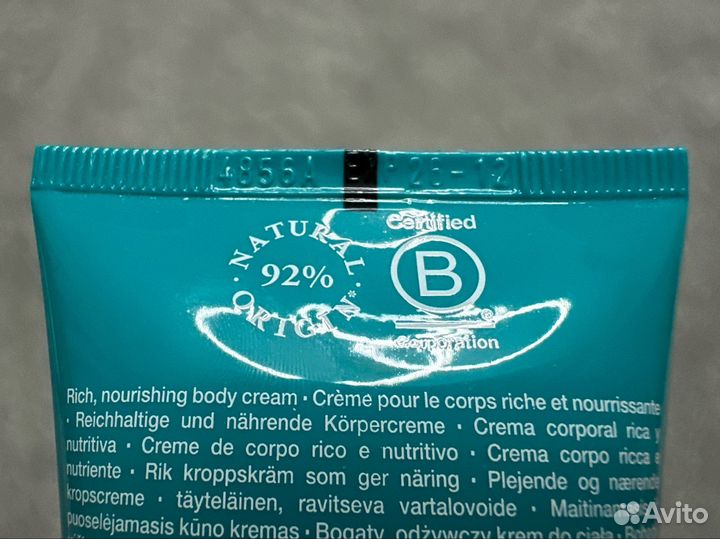 4856A E 26-12
Certified
NATURAL
92%
ORIGIN*
B
®
Corporation
Rich, nourishing body cream · Crème pour le corps riche et nourrissante
· Reichhaltige und nährende Körpercreme · Crema corporal rica y
nutritiva · Creme de corpo rico e nutritivo · Crema corpo ricca e
nutriente · Rik kroppskräm som ger näring · Plejende og nærende
kropscreme · täyteläinen, ravitseva vartalovoide ·
puoselėjamasis kūno kremas · Bogaty, odżywczy krem do ciała ·
Avito